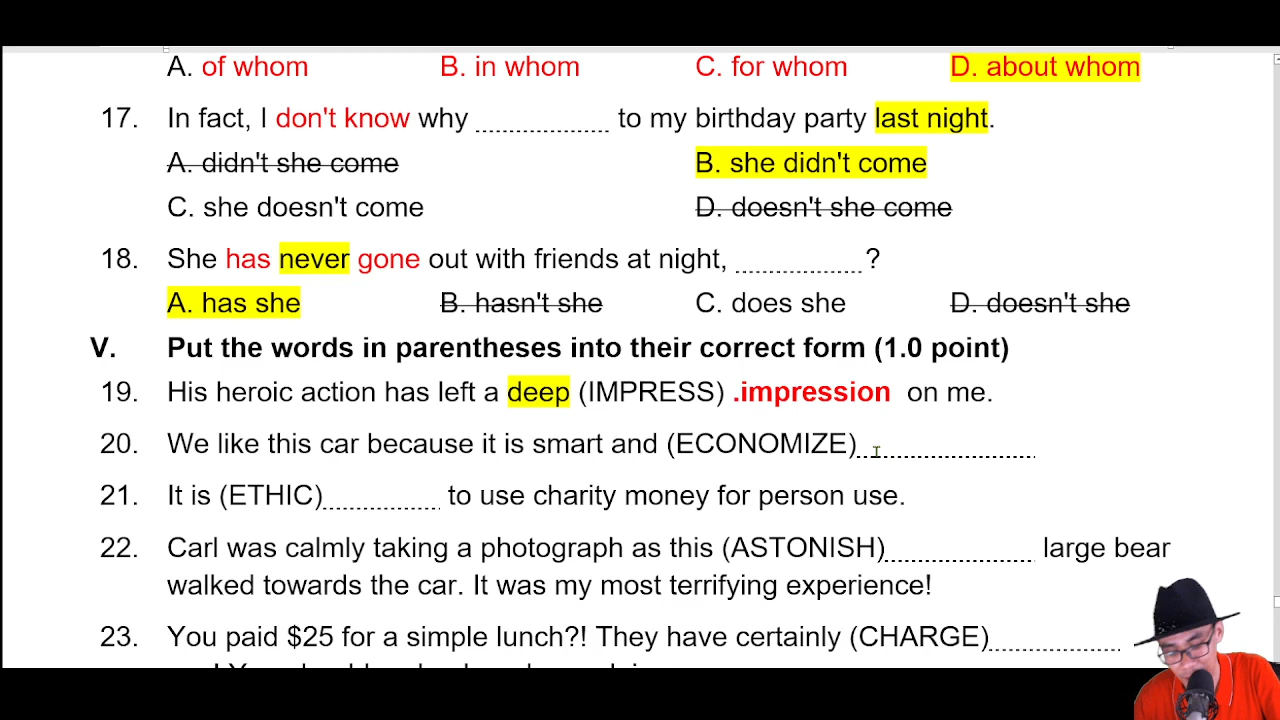 A. of whom B. in whom C. for whom D. about whom
17. In fact, I don't know why ................ to my birthday party last night.
A. didn't she come B. she didn't come
C. she doesn't come D. doesn't she come
18. She has never gone out with friends at night, ................?
A. has she B. hasn't she C. does she D. doesn't she
V. Put the words in parentheses into their correct form (1.0 point)
19. His heroic action has left a deep (IMPRESS) .impression on me.
20. We like this car because it is smart and (ECONOMIZE)......................
21. It is (ETHIC)............... to use charity money for person use.
22. Carl was calmly taking a photograph as this (ASTONISH)................... large bear
walked towards the car. It was my most terrifying experience!
23. You paid $25 for a simple lunch?! They have certainly (CHARGE).................